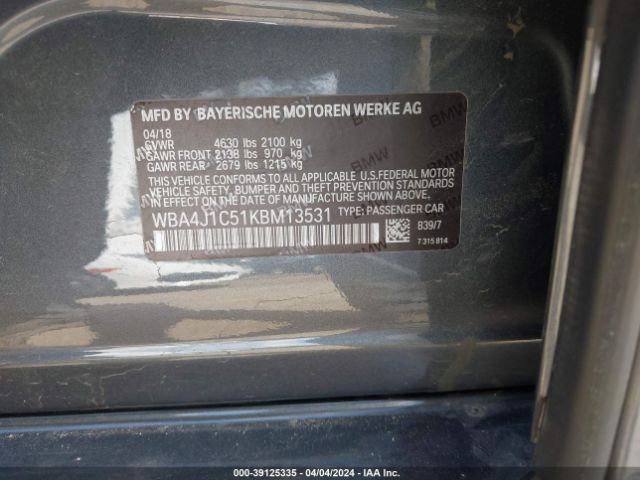 MFD BY BAYERISCHE MOTOREN WERKE AG
04/18
GVWR 4630 lbs 2100 kg
GAWR FRONT 2138 lbs 970 kg
GAWR REAR 2679 lbs 1215 kg
THIS VEHICLE CONFORMS TO ALL APPLICABLE U.S.FEDERAL MOTOR
VEHICLE SAFETY, BUMPER AND THEFT PREVENTION STANDARDS
IN EFFECT ON THE DATE OF MANUFACTURE SHOWN ABOVE.
WBA4J1C51KBM13531 TYPE: PASSENGER CAR
839/7
7 315 814
000-39125335 - 04/04/2024 - IAA Inc.